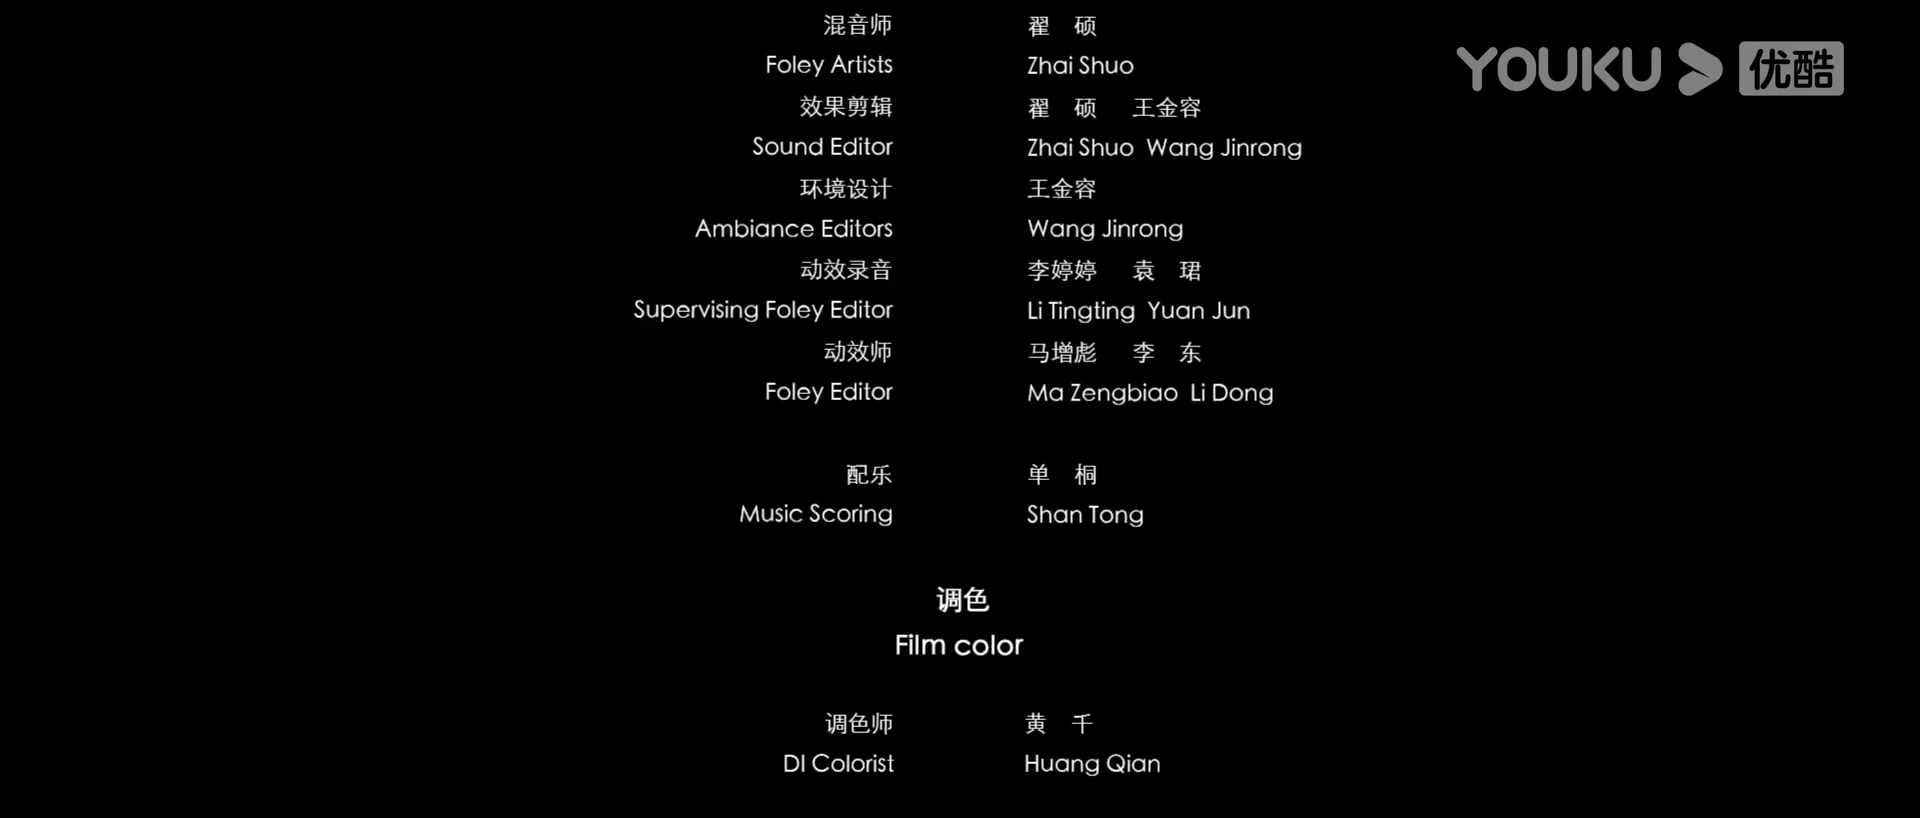 混音师 翟 硕
Foley Artists Zhai Shuo
YOUKU 优酷
效果剪辑 翟 硕 王金容
Sound Editor Zhai Shuo Wang Jinrong
环境设计 王金容
Ambiance Editors Wang Jinrong
动效录音 李婷婷 袁 珺
Supervising Foley Editor Li Tingting Yuan Jun
动效师 马增彪 李 东
Foley Editor Ma Zengbiao Li Dong
配乐 单 桐
Music Scoring Shan Tong
调色
Film color
调色师 黄 千
DI Colorist Huang Qian